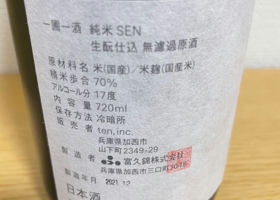 一圃一酒 純米 SEN
生酛仕込 無濾過原酒
原材料名 米(国産)/米麹(国産米)
精米歩合 70%
アルコール分 17度
内容量 720ml
保存方法 冷暗所
販売者 ten,inc.
兵庫県加西市
山下町2349-29
製造者 富久錦株式会社
兵庫県加西市三口町1048
製造年月 2021.12
日本酒